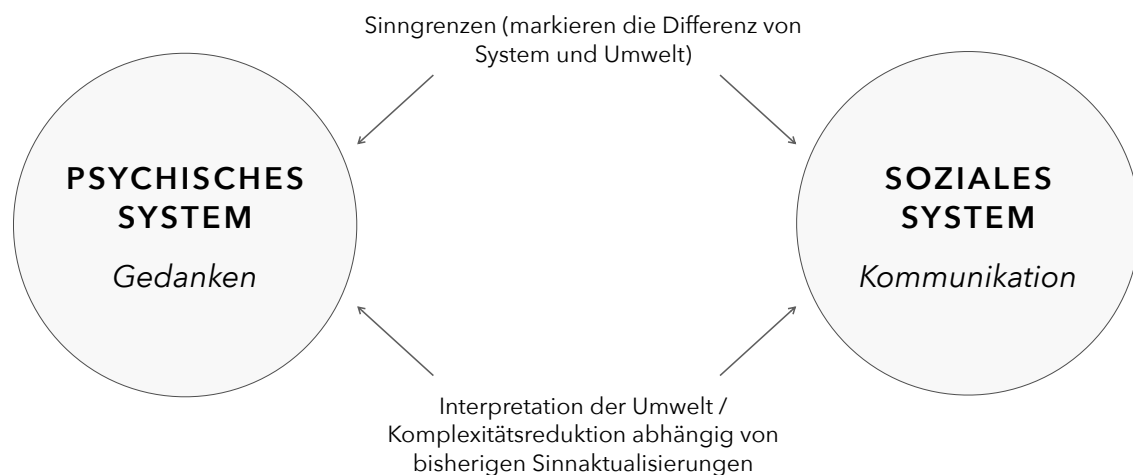 Sinngrenzen (markieren die Differenz von
System und Umwelt)
PSYCHISCHES
SYSTEM
Gedanken
SOZIALES
SYSTEM
Kommunikation
Interpretation der Umwelt /
Komplexitätsreduktion abhängig von
bisherigen Sinnaktualisierungen